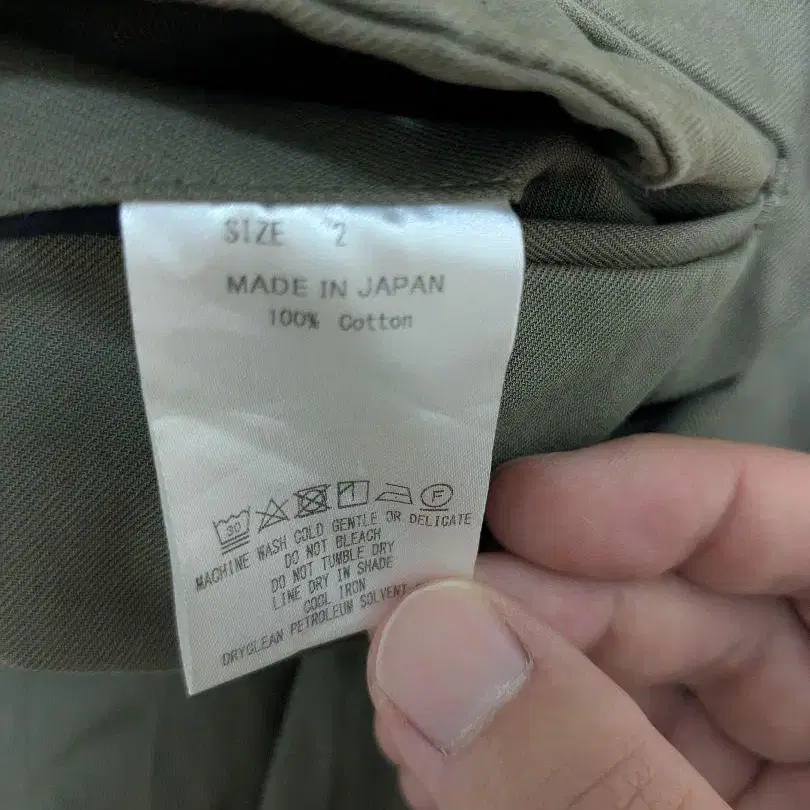 SIZE 2
MADE IN JAPAN
100% Cotton
30 F
MACHINE WASH COLD GENTLE OR DELICATE
DO NOT BLEACH
DO NOT TUMBLE DRY
LINE DRY IN SHADE
COOL IRON
DRYCLEAN PETROLEUM SOLVENT